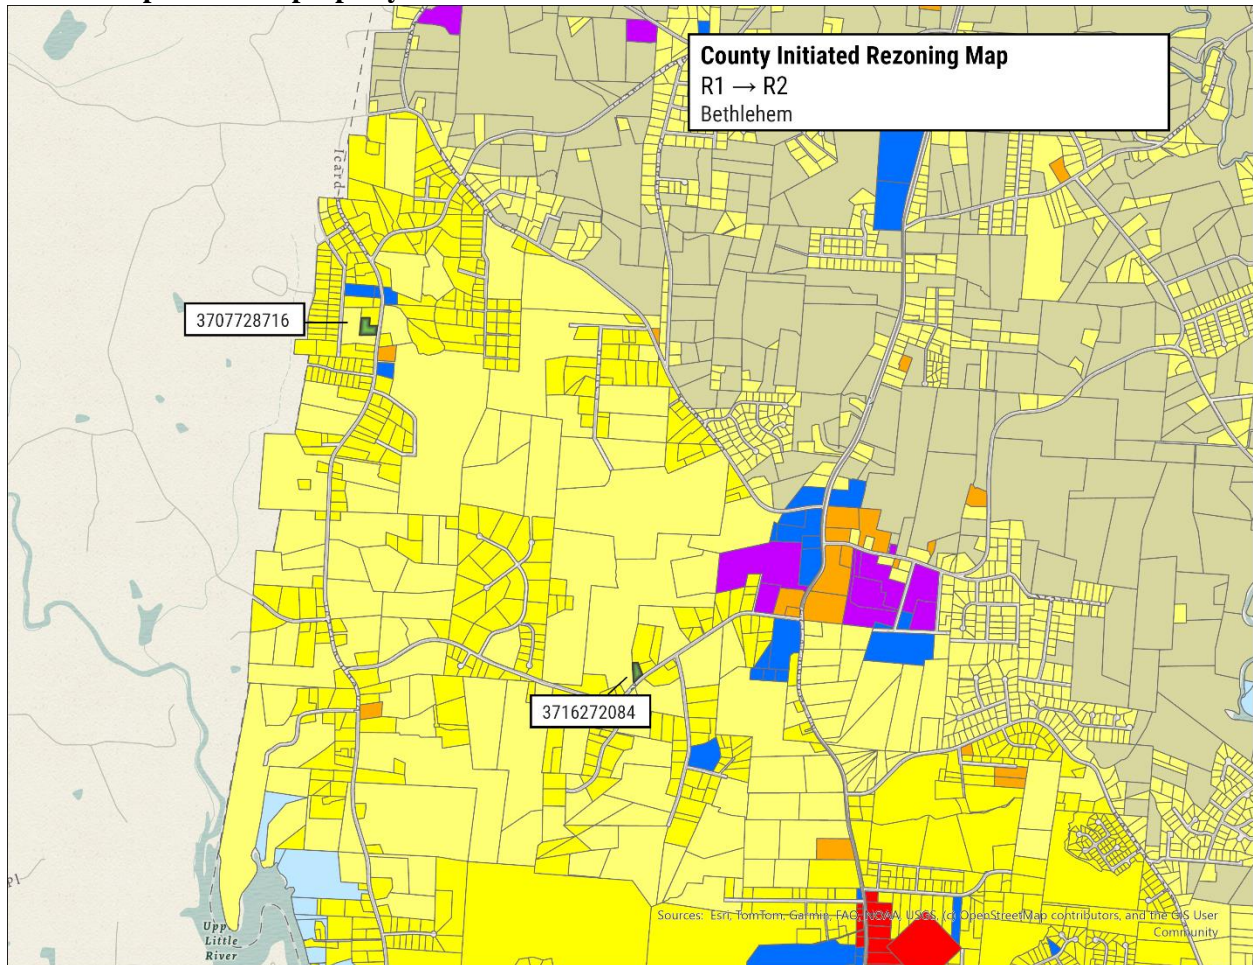 County Initiated Rezoning Map
R1 → R2
Bethlehem
Icard
3707728716
3716272084
Sources: Esri, TomTom, Garmin, FAO, NOAA, USGS, (c) OpenStreetMap contributors, and the GIS User
Community
Upp
Little
River